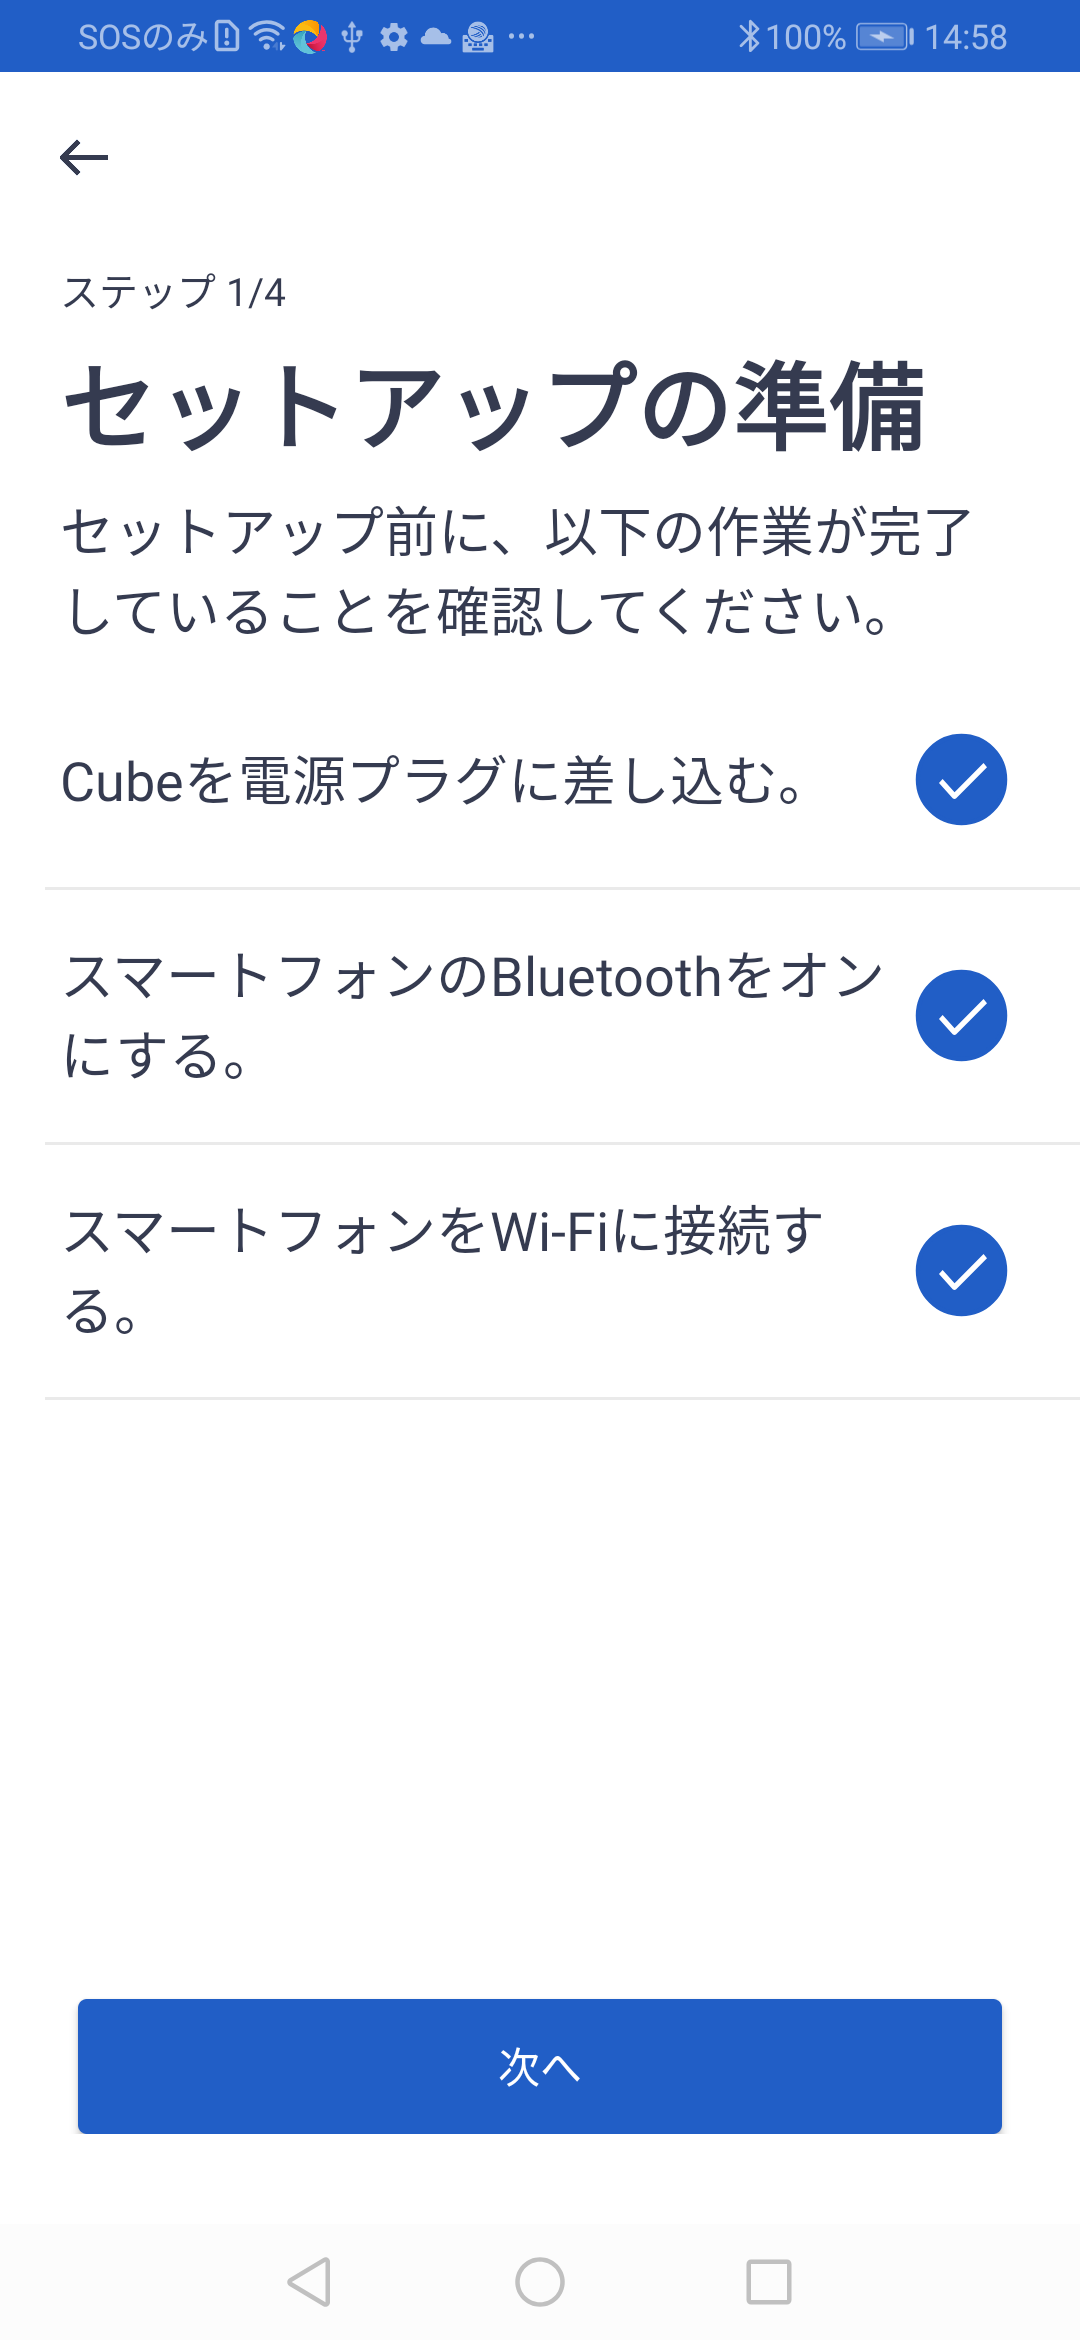 SOSのみ 100% 14:58
ステップ 1/4
セットアップの準備
セットアップ前に、以下の作業が完了
していることを確認してください。
Cubeを電源プラグに差し込む。
スマートフォンのBluetoothをオン
にする。
スマートフォンをWi-Fiに接続す
る。
次へ